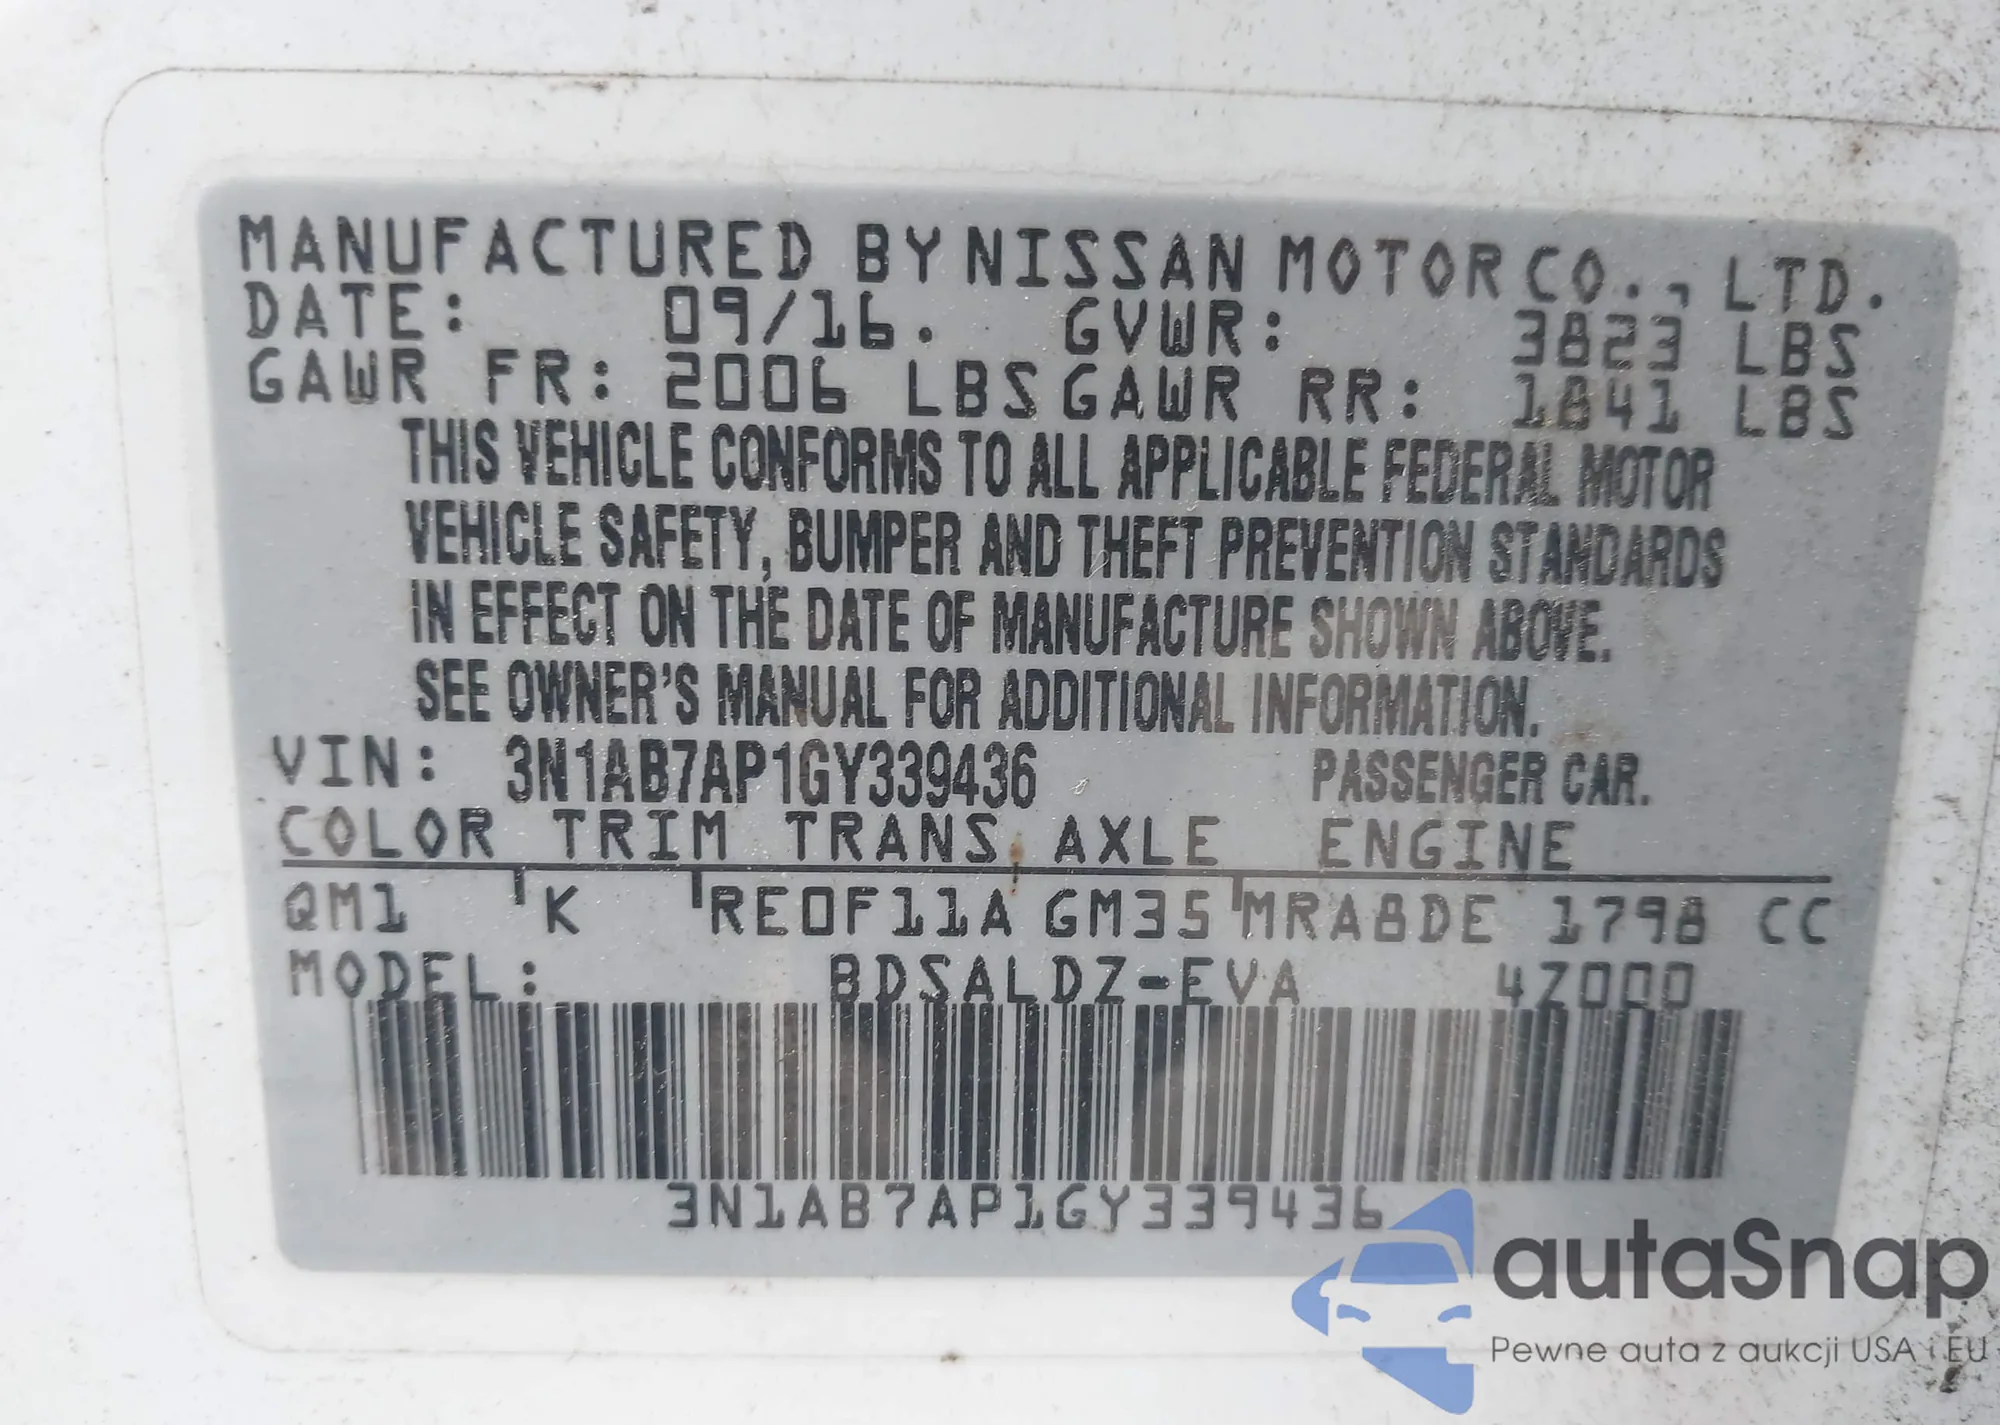 MANUFACTURED BY NISSAN MOTOR CO., LTD.
DATE: 09/16. GVWR: 3823 LBS
GAWR FR: 2006 LBS GAWR RR: 1841 LBS
THIS VEHICLE CONFORMS TO ALL APPLICABLE FEDERAL MOTOR
VEHICLE SAFETY, BUMPER AND THEFT PREVENTION STANDARDS
IN EFFECT ON THE DATE OF MANUFACTURE SHOWN ABOVE.
SEE OWNER'S MANUAL FOR ADDITIONAL INFORMATION.
VIN: 3N1AB7AP1GY339436 PASSENGER CAR.
COLOR TRIM TRANS AXLE ENGINE
QM1 K RE0F11A GM35 MRA8DE 1798 CC
MODEL: BDSALDZ-EVA 4Z000
3N1AB7AP1GY339436
autaSnap
Pewne auta z aukcji USA i EU